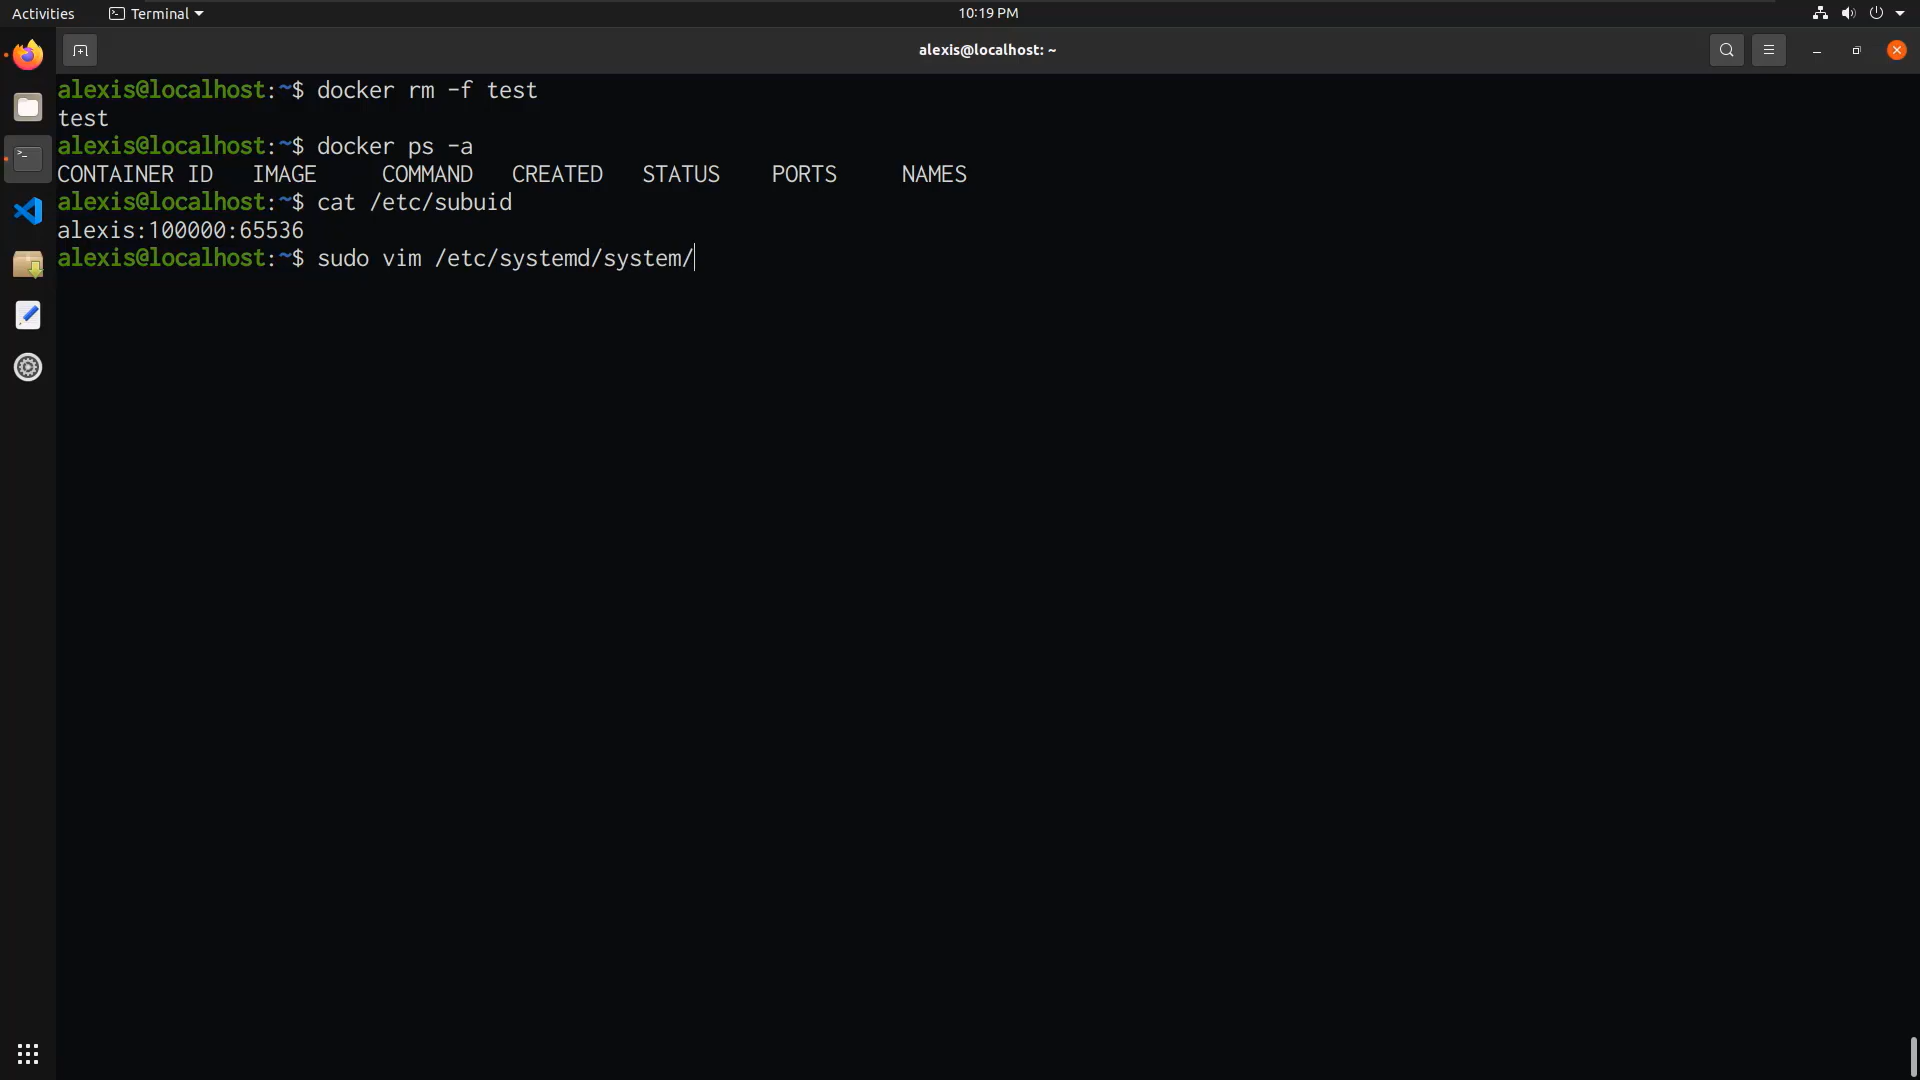 Activities Terminal 10:19 PM
alexis@localhost: ~
alexis@localhost:~$ docker rm -f test
test
alexis@localhost:~$ docker ps -a
CONTAINER ID   IMAGE     COMMAND   CREATED   STATUS    PORTS     NAMES
alexis@localhost:~$ cat /etc/subuid
alexis:100000:65536
alexis@localhost:~$ sudo vim /etc/systemd/system/